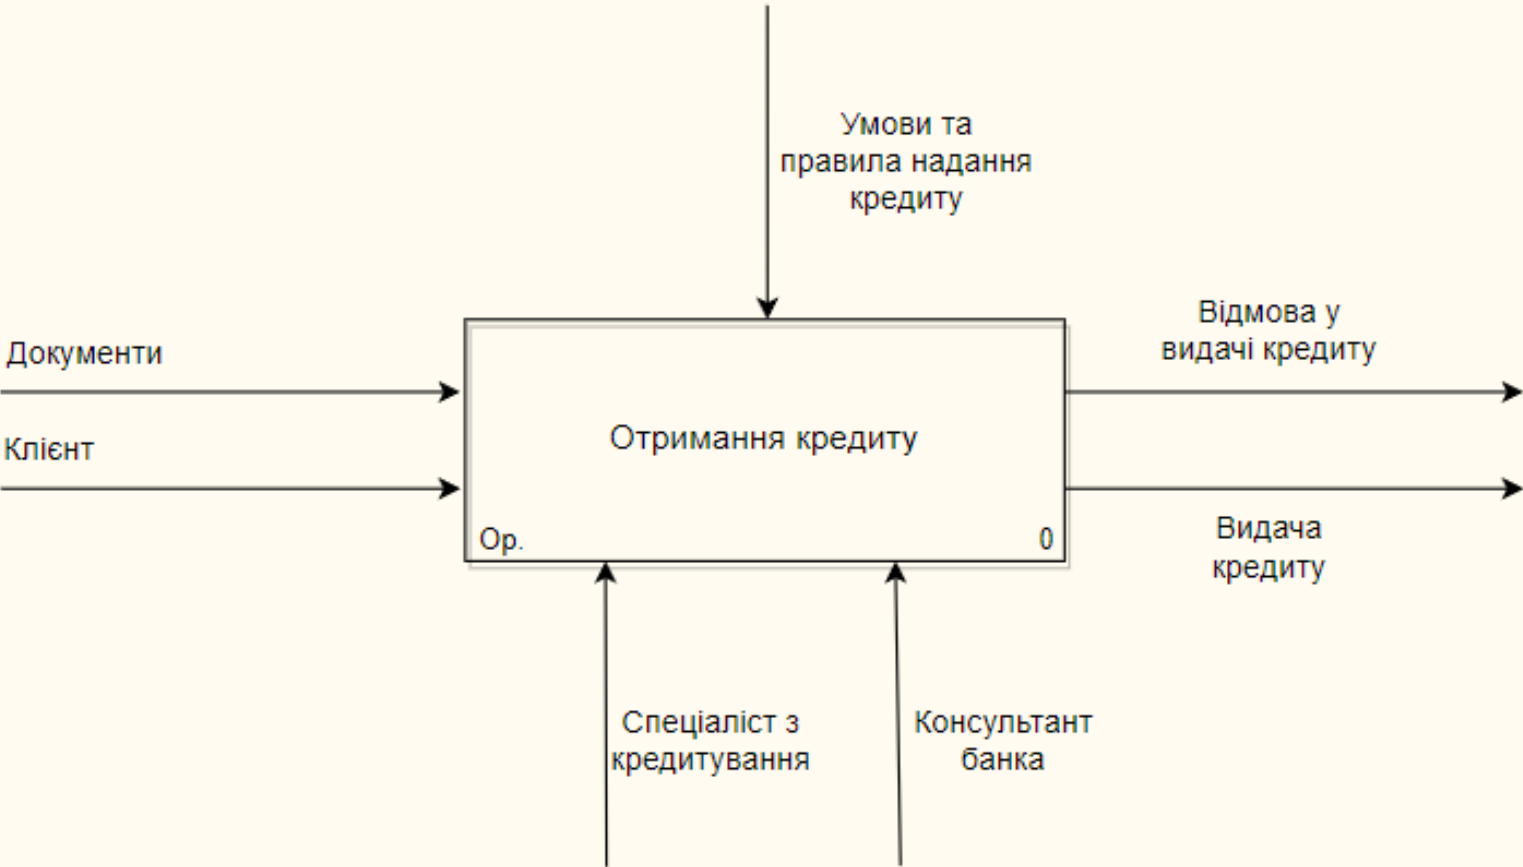 Умови та
правила надання
кредиту
Документи
Клієнт
Отримання кредиту
Ор.
0
Відмова у
видачі кредиту
Видача
кредиту
Спеціаліст з
кредитування
Консультант
банка